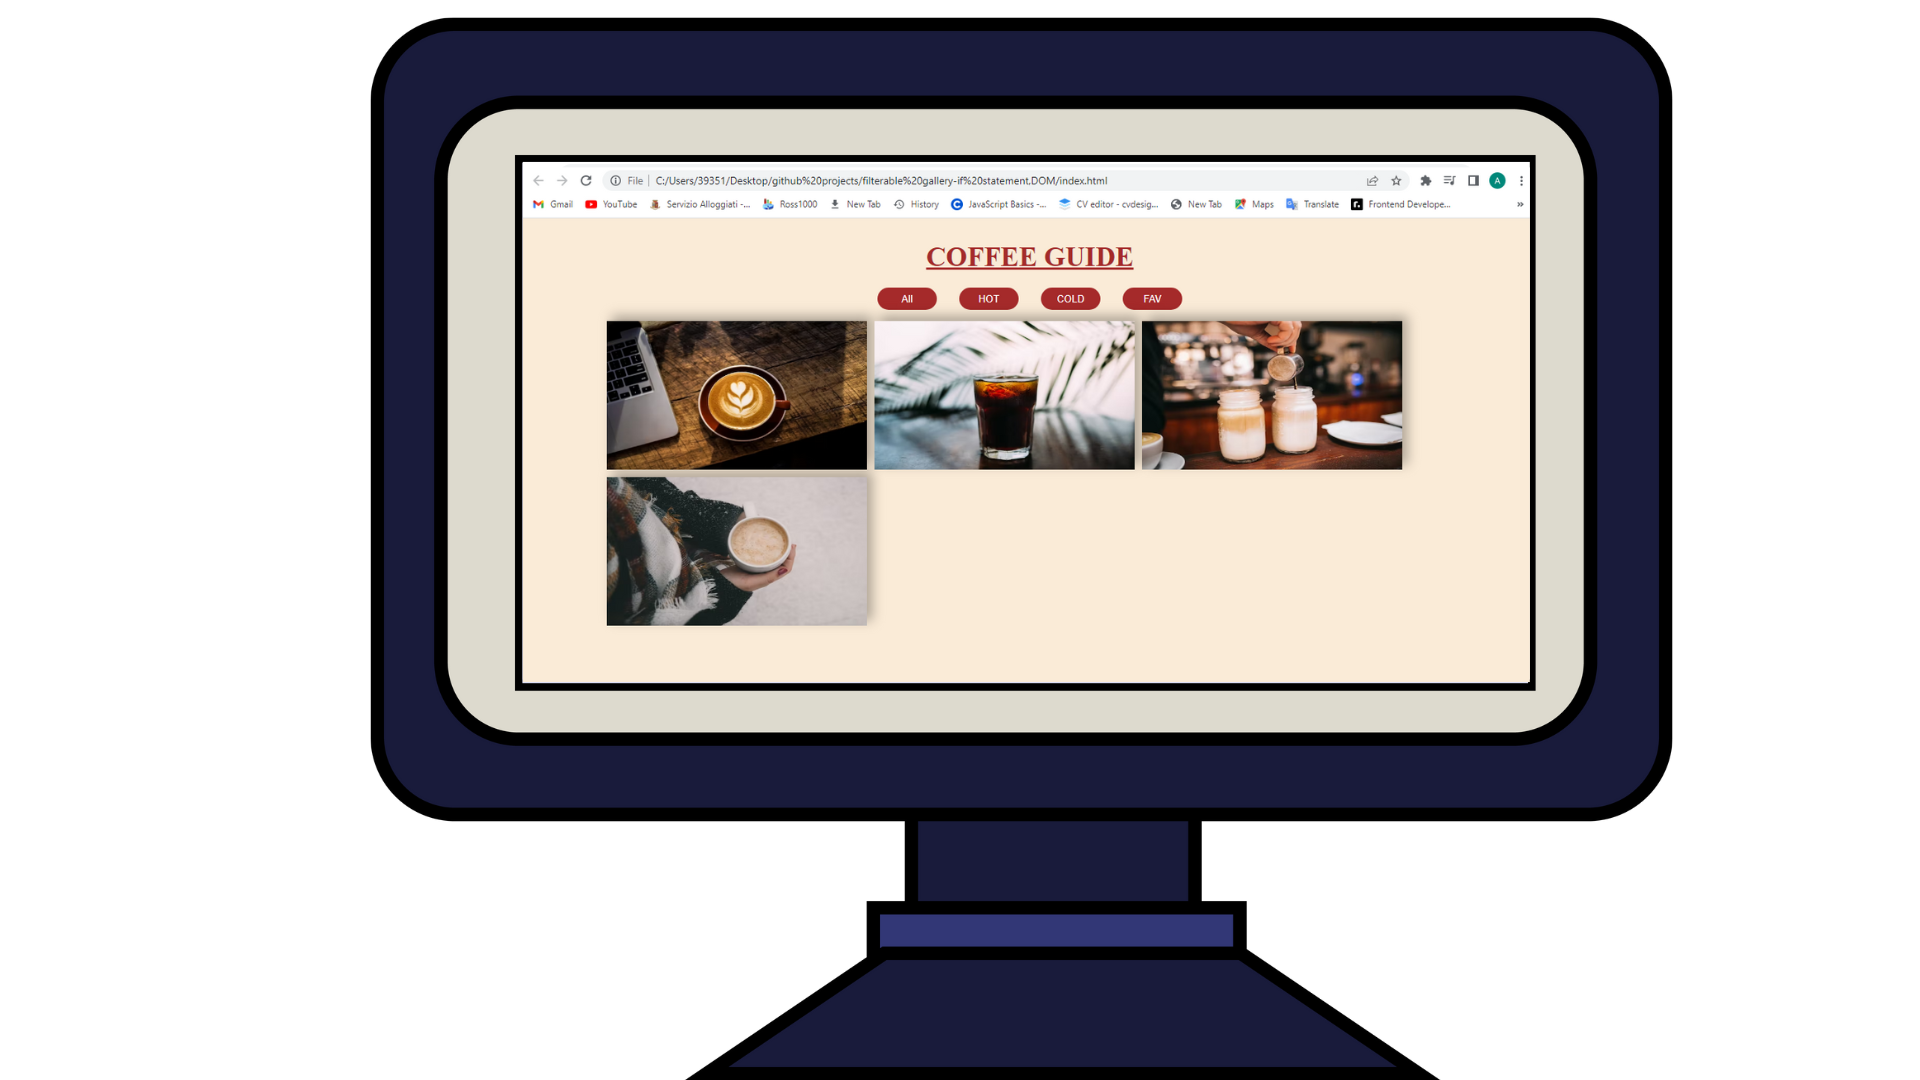 File | C:/Users/39351/Desktop/github%20projects/filterable%20gallery-if%20statement,DOM/index.html A
Gmail YouTube Servizio Alloggiati -... Ross1000 New Tab History JavaScript Basics -... CV editor - cvdesig... New Tab Maps Translate Frontend Develope... »
COFFEE GUIDE
All HOT COLD FAV